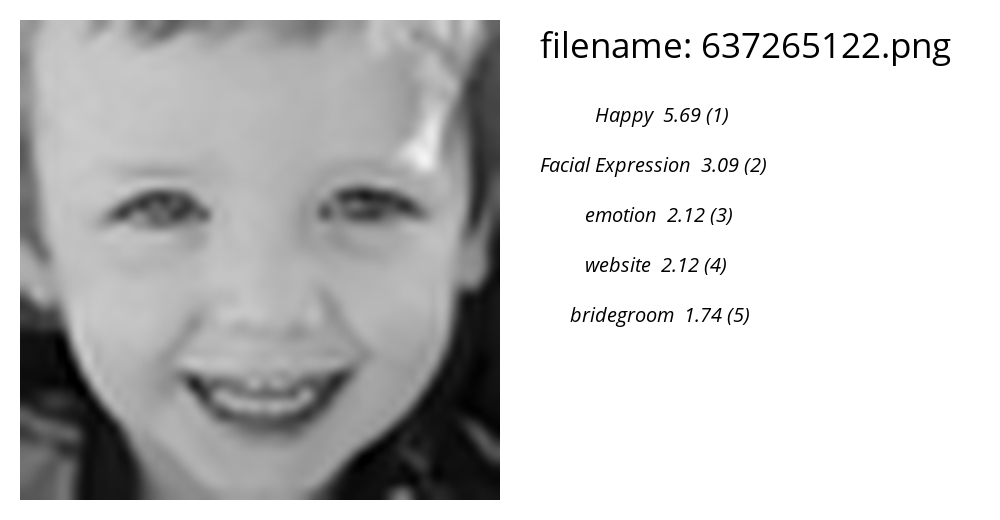 filename: 637265122.png
Happy 5.69 (1)
Facial Expression 3.09 (2)
emotion 2.12 (3)
website 2.12 (4)
bridegroom 1.74 (5)